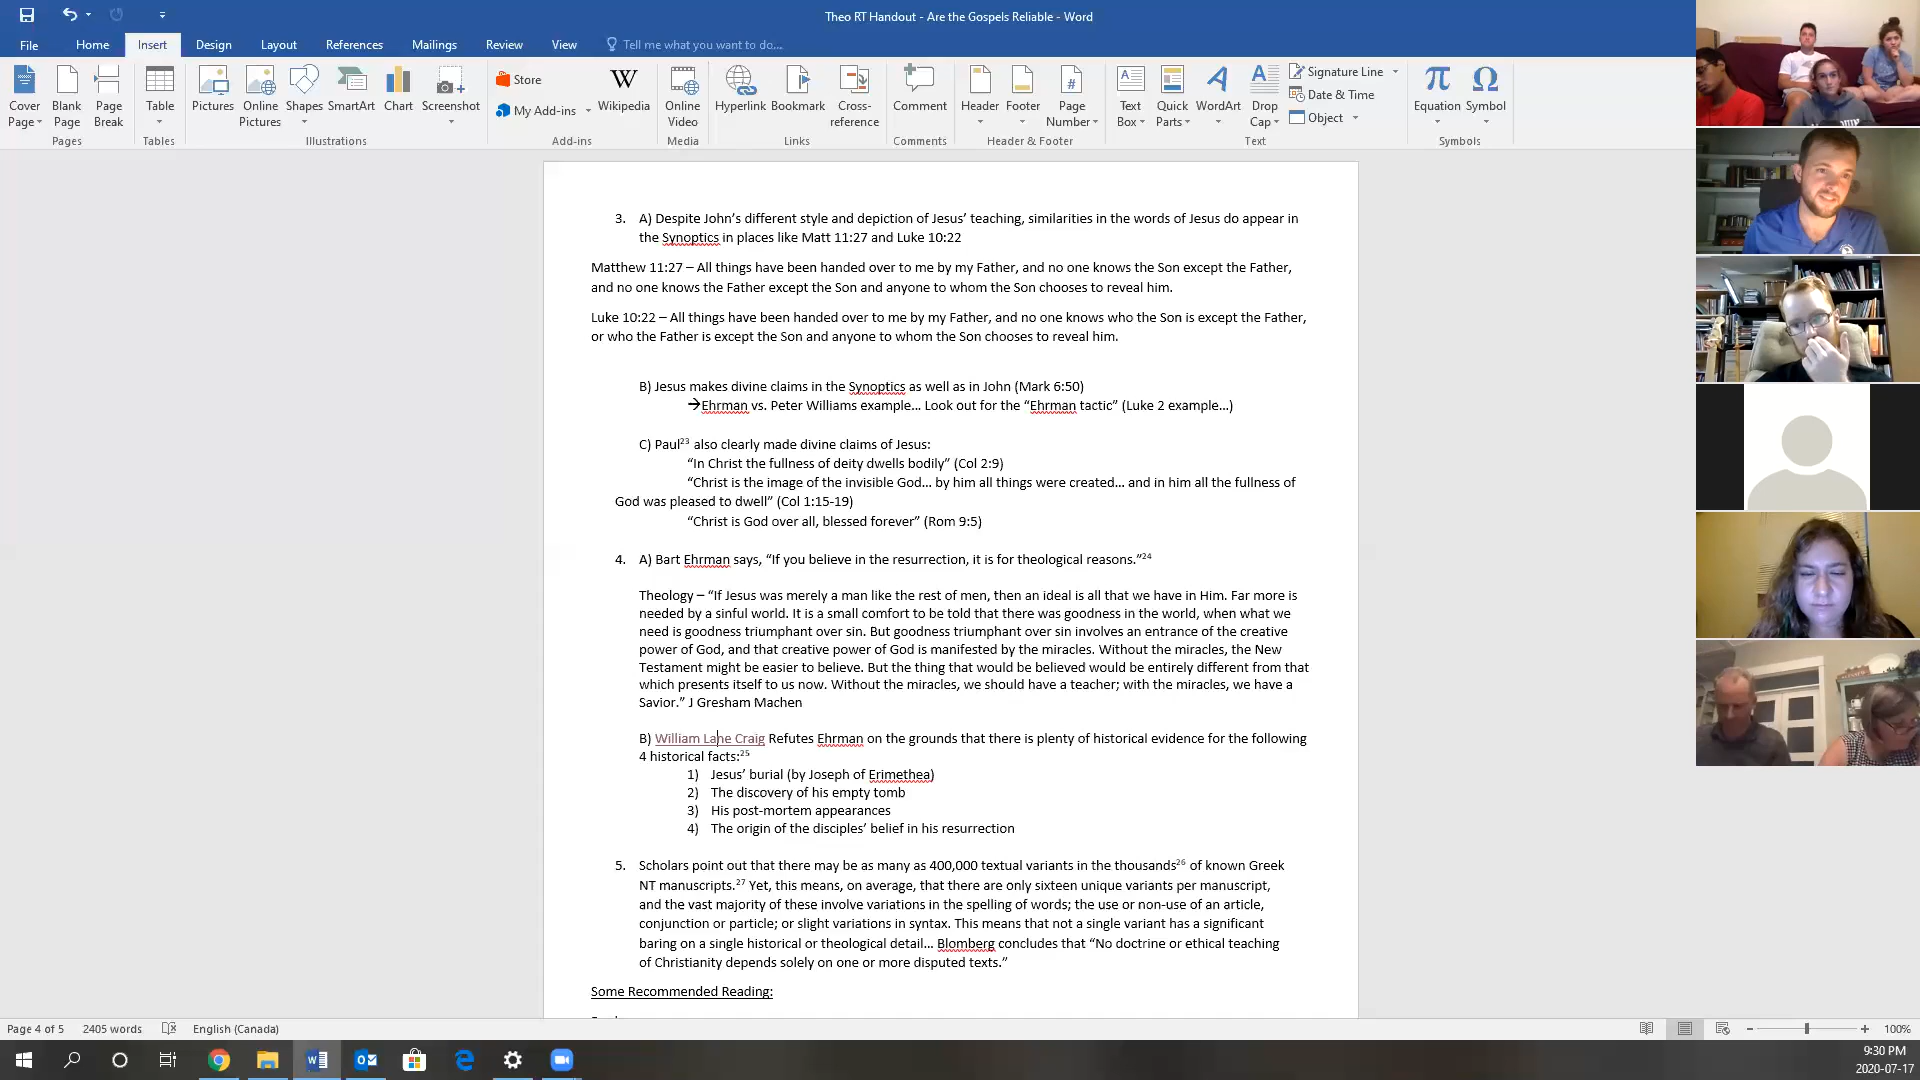 Theo RT Handout - Are the Gospels Reliable - Word
File Home Insert Design Layout References Mailings Review View Tell me what you want to do...
Cover Page
Blank Page
Page Break
Table
Pictures
Online Pictures
Shapes
SmartArt
Chart
Screenshot
Store
My Add-ins
Wikipedia
Online Video
Hyperlink
Bookmark
Cross-reference
Comment
Header
Footer
Page Number
Text Box
Quick Parts
WordArt
Drop Cap
Signature Line
Date & Time
Object
Equation
Symbol
Pages Tables Illustrations Add-ins Media Links Comments Header & Footer Text Symbols
3. A) Despite John’s different style and depiction of Jesus’ teaching, similarities in the words of Jesus do appear in
the Synoptics in places like Matt 11:27 and Luke 10:22
Matthew 11:27 – All things have been handed over to me by my Father, and no one knows the Son except the Father,
and no one knows the Father except the Son and anyone to whom the Son chooses to reveal him.
Luke 10:22 – All things have been handed over to me by my Father, and no one knows who the Son is except the Father,
or who the Father is except the Son and anyone to whom the Son chooses to reveal him.
B) Jesus makes divine claims in the Synoptics as well as in John (Mark 6:50)
→Ehrman vs. Peter Williams example… Look out for the “Ehrman tactic” (Luke 2 example…)
C) Paul23 also clearly made divine claims of Jesus:
“In Christ the fullness of deity dwells bodily” (Col 2:9)
“Christ is the image of the invisible God… by him all things were created… and in him all the fullness of
God was pleased to dwell” (Col 1:15-19)
“Christ is God over all, blessed forever” (Rom 9:5)
4. A) Bart Ehrman says, “If you believe in the resurrection, it is for theological reasons.”24
Theology – “If Jesus was merely a man like the rest of men, then an ideal is all that we have in Him. Far more is
needed by a sinful world. It is a small comfort to be told that there was goodness in the world, when what we
need is goodness triumphant over sin. But goodness triumphant over sin involves an entrance of the creative
power of God, and that creative power of God is manifested by the miracles. Without the miracles, the New
Testament might be easier to believe. But the thing that would be believed would be entirely different from that
which presents itself to us now. Without the miracles, we should have a teacher; with the miracles, we have a
Savior.” J Gresham Machen
B) William Lane Craig Refutes Ehrman on the grounds that there is plenty of historical evidence for the following
4 historical facts:25
1) Jesus’ burial (by Joseph of Erimethea)
2) The discovery of his empty tomb
3) His post-mortem appearances
4) The origin of the disciples’ belief in his resurrection
5. Scholars point out that there may be as many as 400,000 textual variants in the thousands26 of known Greek
NT manuscripts.27 Yet, this means, on average, that there are only sixteen unique variants per manuscript,
and the vast majority of these involve variations in the spelling of words; the use or non-use of an article,
conjunction or particle; or slight variations in syntax. This means that not a single variant has a significant
baring on a single historical or theological detail… Blomberg concludes that “No doctrine or ethical teaching
of Christianity depends solely on one or more disputed texts.”
Some Recommended Reading:
Page 4 of 5 2405 words English (Canada) 100%
9:30 PM
2020-07-17